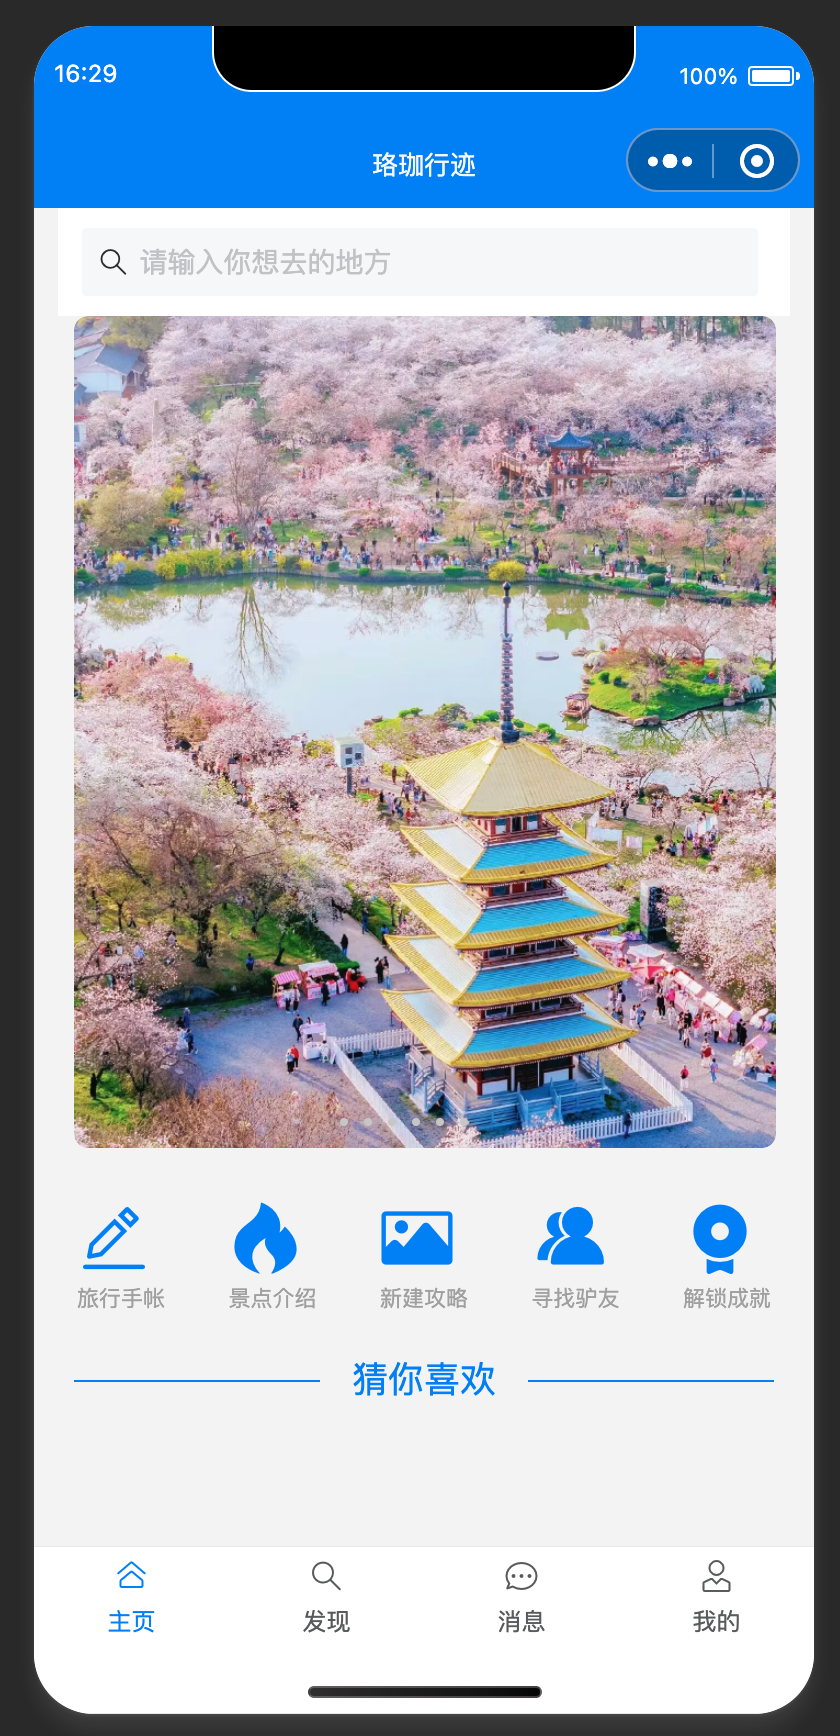 16:29
100%
珞珈行迹
请输入你想去的地方
旅行手帐
景点介绍
新建攻略
寻找驴友
解锁成就
猜你喜欢
主页
发现
消息
我的